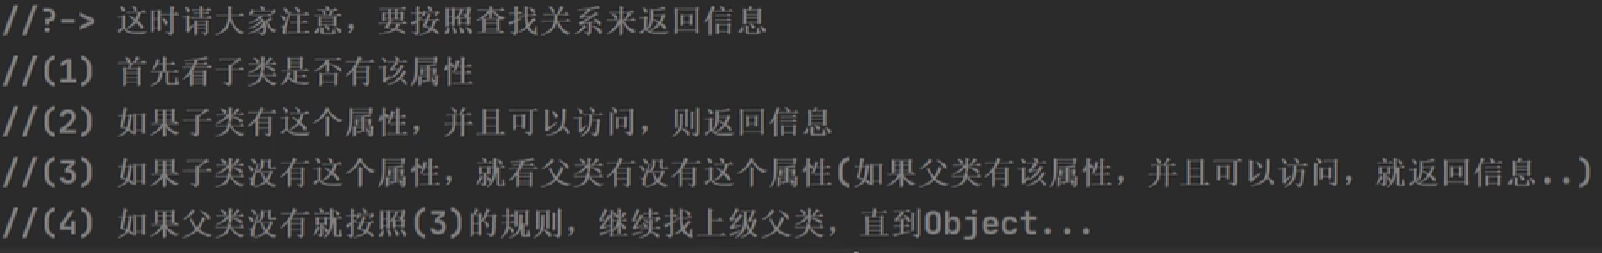 //?-> 这时请大家注意，要按照查找关系来返回信息
//(1) 首先看子类是否有该属性
//(2) 如果子类有这个属性，并且可以访问，则返回信息
//(3) 如果子类没有这个属性，就看父类有没有这个属性(如果父类有该属性，并且可以访问，就返回信息..)
//(4) 如果父类没有就按照(3)的规则，继续找上级父类，直到Object...